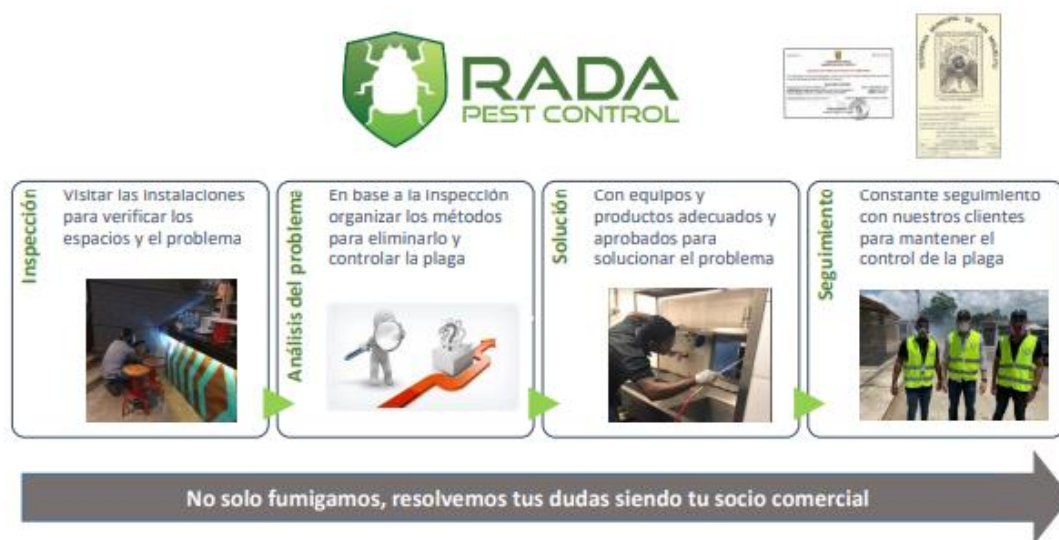 RADA
PEST CONTROL
Inspección
Visitar las instalaciones
para verificar los
espacios y el problema
Análisis del problema
En base a la inspección
organizar los métodos
para eliminarlo y
controlar la plaga
Solución
Con equipos y
productos adecuados y
aprobados para
solucionar el problema
Seguimiento
Constante seguimiento
con nuestros clientes
para mantener el
control de la plaga
No solo fumigamos, resolvemos tus dudas siendo tu socio comercial